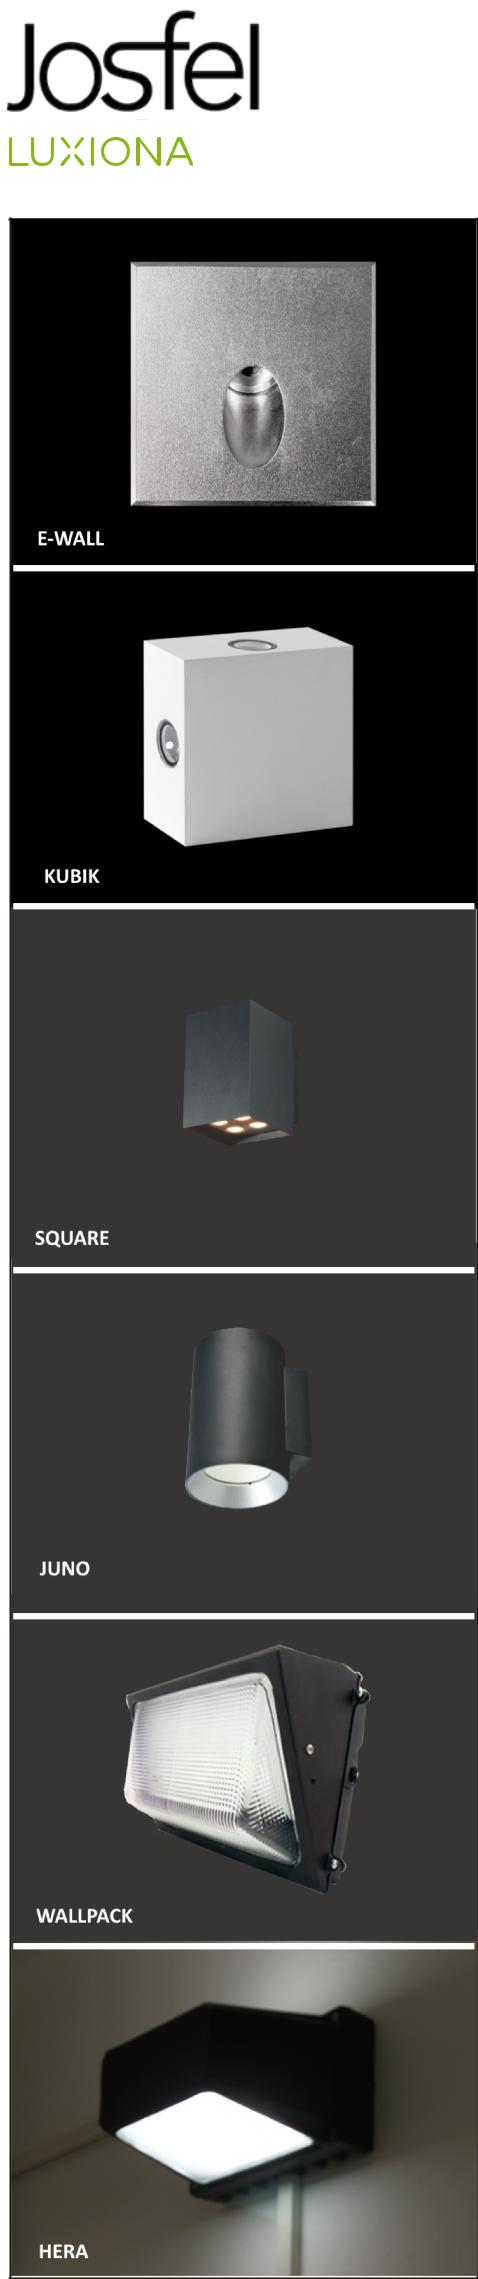 Josfel
LUXIONA
E-WALL
KUBIK
SQUARE
JUNO
WALLPACK
HERA